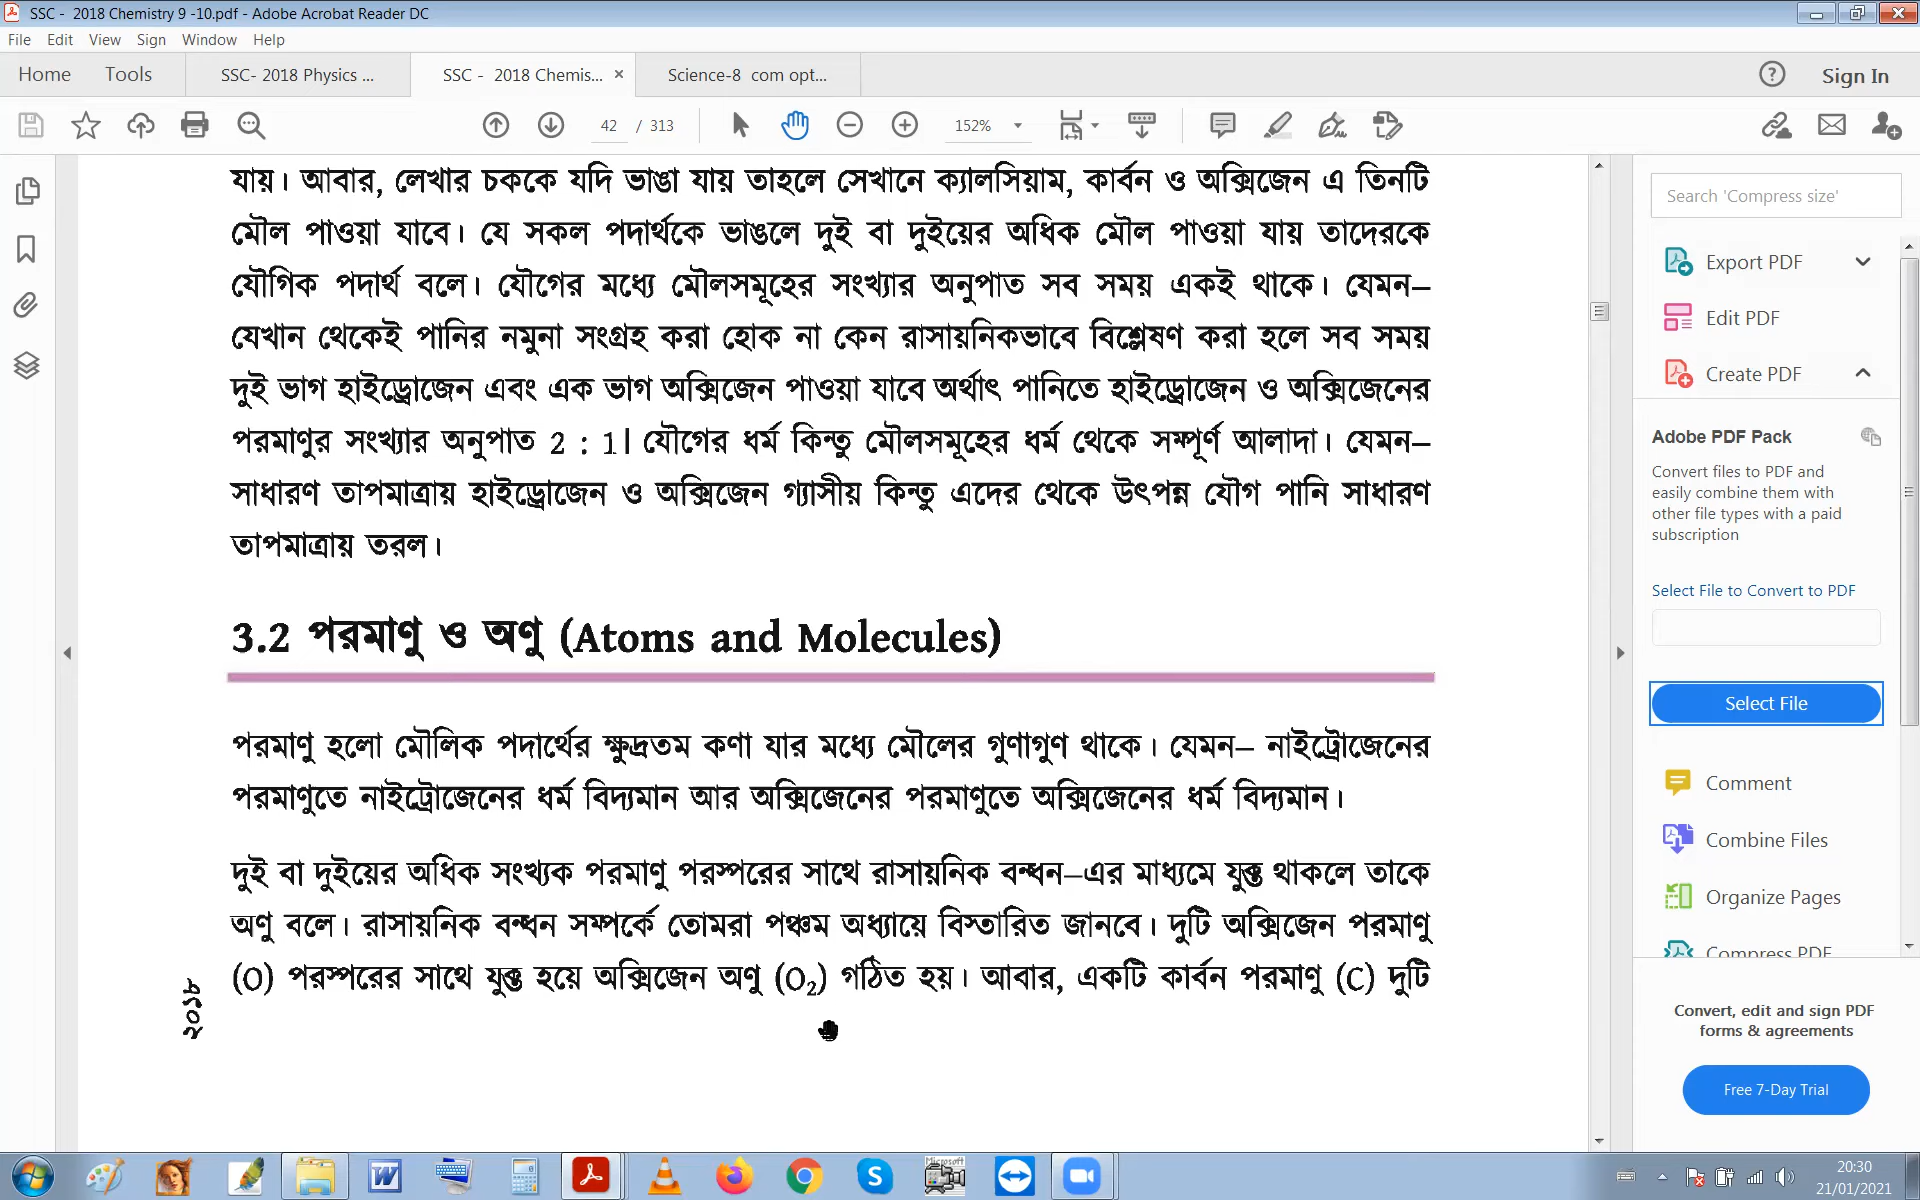 SSC - 2018 Chemistry 9 -10.pdf - Adobe Acrobat Reader DC
File Edit View Sign Window Help
Home Tools SSC- 2018 Physics ... SSC - 2018 Chemis... Science-8 com opt... Sign In
42 / 313 152%
যায়। আবার, লেখার চককে যদি ভাঙা যায় তাহলে সেখানে ক্যালসিয়াম, কার্বন ও অক্সিজেন এ তিনটি
মৌল পাওয়া যাবে। যে সকল পদার্থকে ভাঙলে দুই বা দুইয়ের অধিক মৌল পাওয়া যায় তাদেরকে
যৌগিক পদার্থ বলে। যৌগের মধ্যে মৌলসমূহের সংখ্যার অনুপাত সব সময় একই থাকে। যেমন–
যেখান থেকেই পানির নমুনা সংগ্রহ করা হোক না কেন রাসায়নিকভাবে বিশ্লেষণ করা হলে সব সময়
দুই ভাগ হাইড্রোজেন এবং এক ভাগ অক্সিজেন পাওয়া যাবে অর্থাৎ পানিতে হাইড্রোজেন ও অক্সিজেনের
পরমাণুর সংখ্যার অনুপাত 2 : 1। যৌগের ধর্ম কিন্তু মৌলসমূহের ধর্ম থেকে সম্পূর্ণ আলাদা। যেমন–
সাধারণ তাপমাত্রায় হাইড্রোজেন ও অক্সিজেন গ্যাসীয় কিন্তু এদের থেকে উৎপন্ন যৌগ পানি সাধারণ
তাপমাত্রায় তরল।
3.2 পরমাণু ও অণু (Atoms and Molecules)
পরমাণু হলো মৌলিক পদার্থের ক্ষুদ্রতম কণা যার মধ্যে মৌলের গুণাগুণ থাকে। যেমন– নাইট্রোজেনের
পরমাণুতে নাইট্রোজেনের ধর্ম বিদ্যমান আর অক্সিজেনের পরমাণুতে অক্সিজেনের ধর্ম বিদ্যমান।
দুই বা দুইয়ের অধিক সংখ্যক পরমাণু পরস্পরের সাথে রাসায়নিক বন্ধন–এর মাধ্যমে যুক্ত থাকলে তাকে
অণু বলে। রাসায়নিক বন্ধন সম্পর্কে তোমরা পঞ্চম অধ্যায়ে বিস্তারিত জানবে। দুটি অক্সিজেন পরমাণু
(O) পরস্পরের সাথে যুক্ত হয়ে অক্সিজেন অণু (O₂) গঠিত হয়। আবার, একটি কার্বন পরমাণু (C) দুটি
২০১৮
Search 'Compress size'
Export PDF
Edit PDF
Create PDF
Adobe PDF Pack
Convert files to PDF and
easily combine them with
other file types with a paid
subscription
Select File to Convert to PDF
Select File
Comment
Combine Files
Organize Pages
Compress PDF
Convert, edit and sign PDF
forms & agreements
Free 7-Day Trial
Microsoft
20:30
21/01/2021